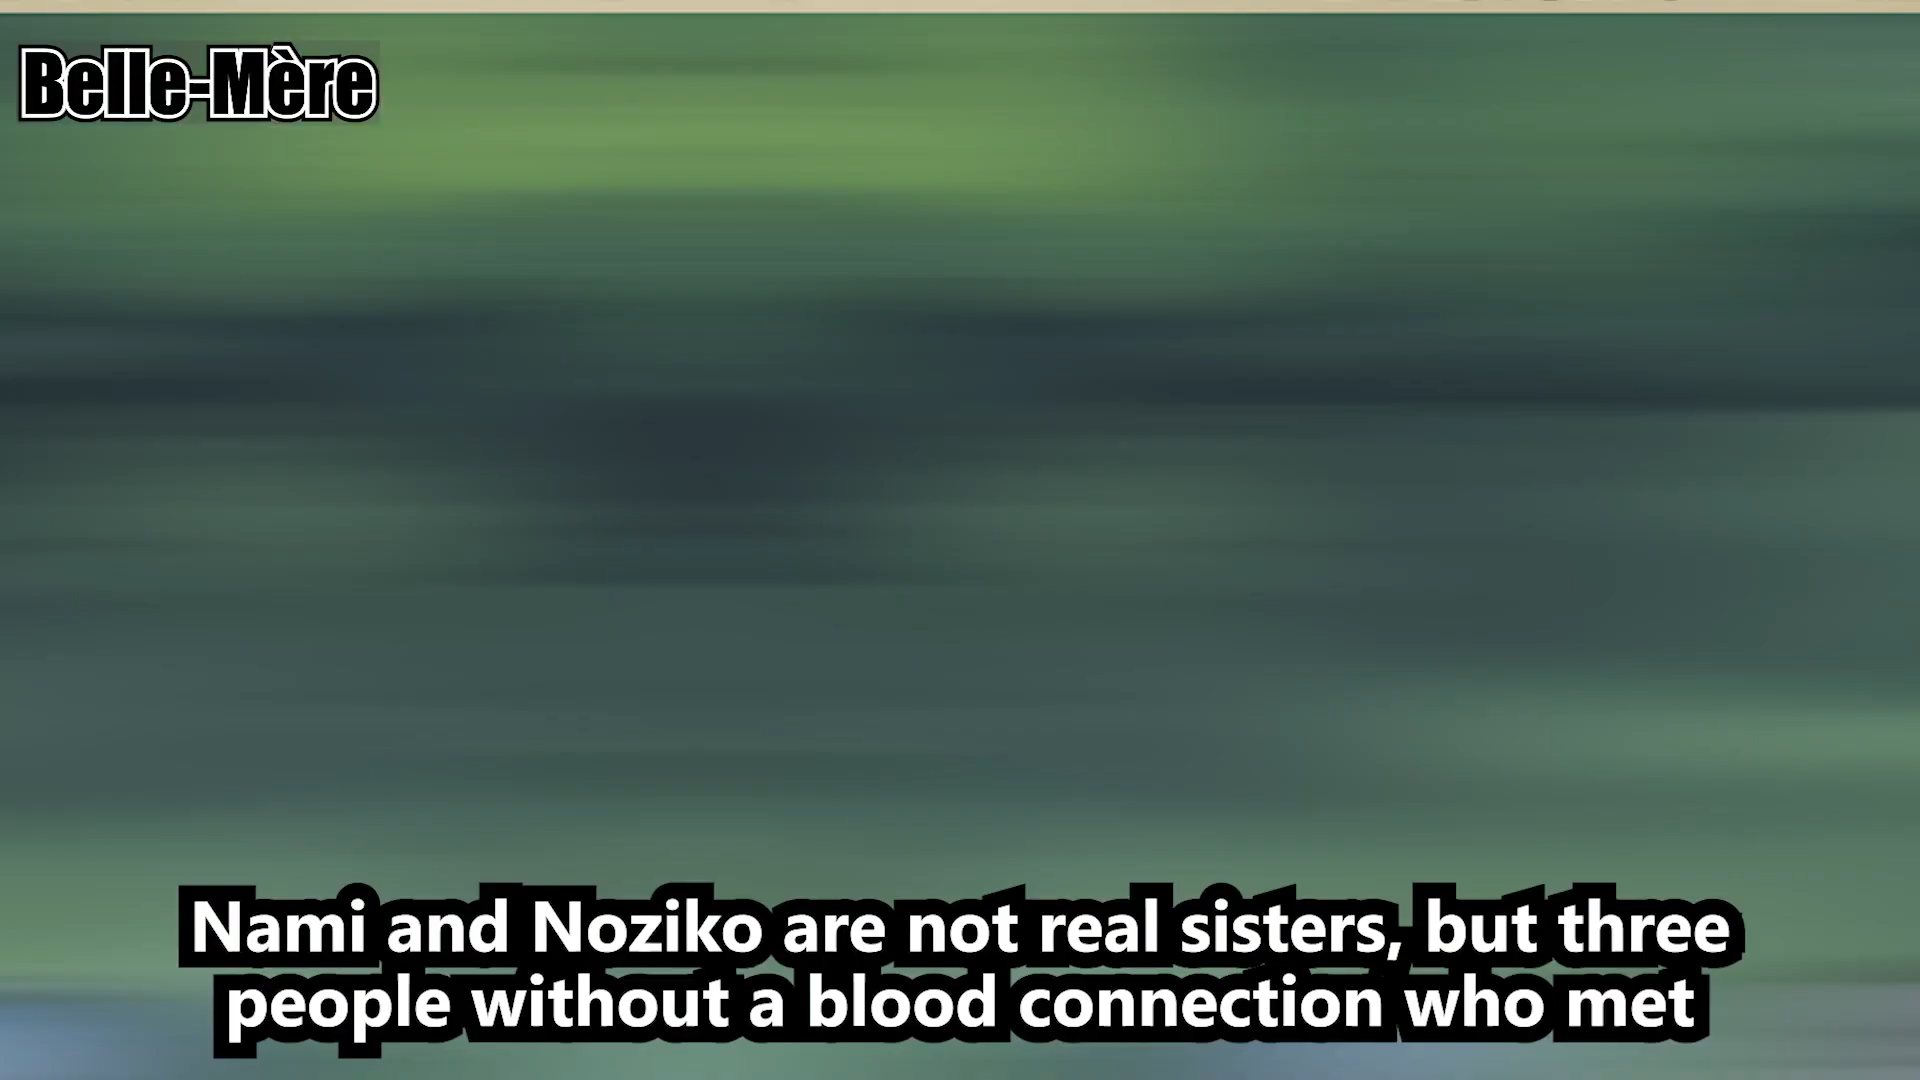 Belle-Mère
Nami and Noziko are not real sisters, but three
people without a blood connection who met